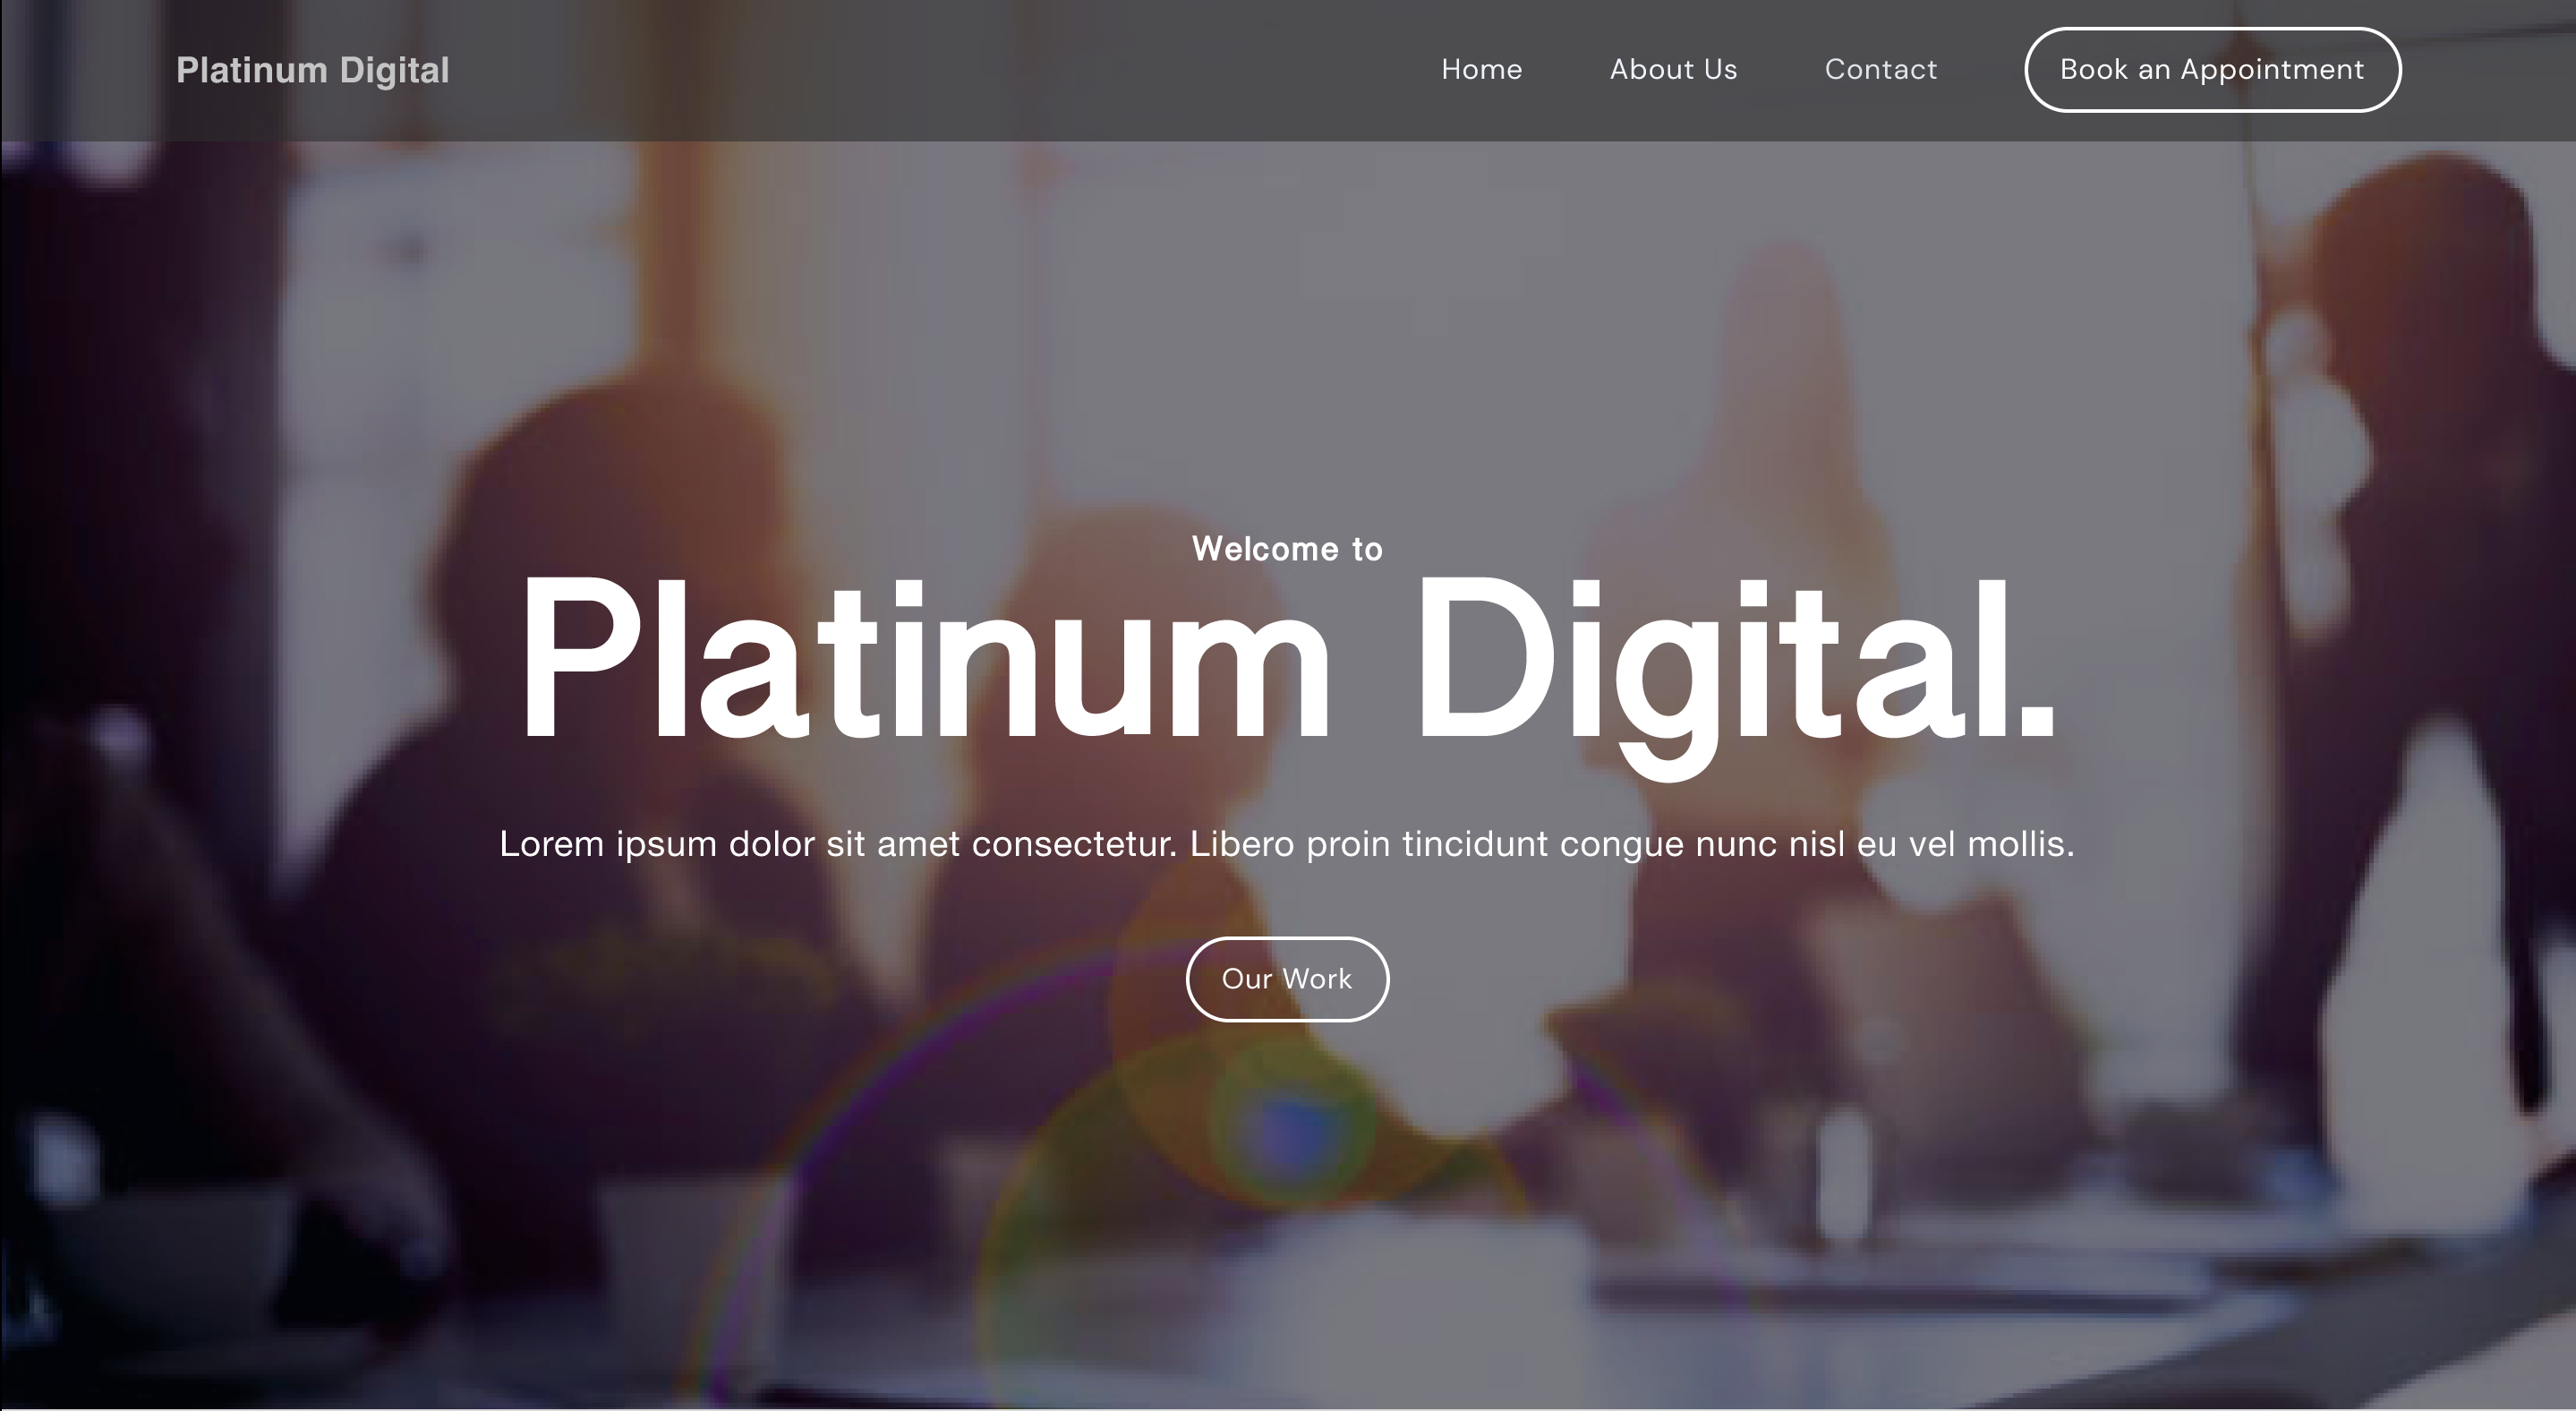 Platinum Digital
Home
About Us
Contact
Book an Appointment
Welcome to
Platinum Digital.
Lorem ipsum dolor sit amet consectetur. Libero proin tincidunt congue nunc nisl eu vel mollis.
Our Work